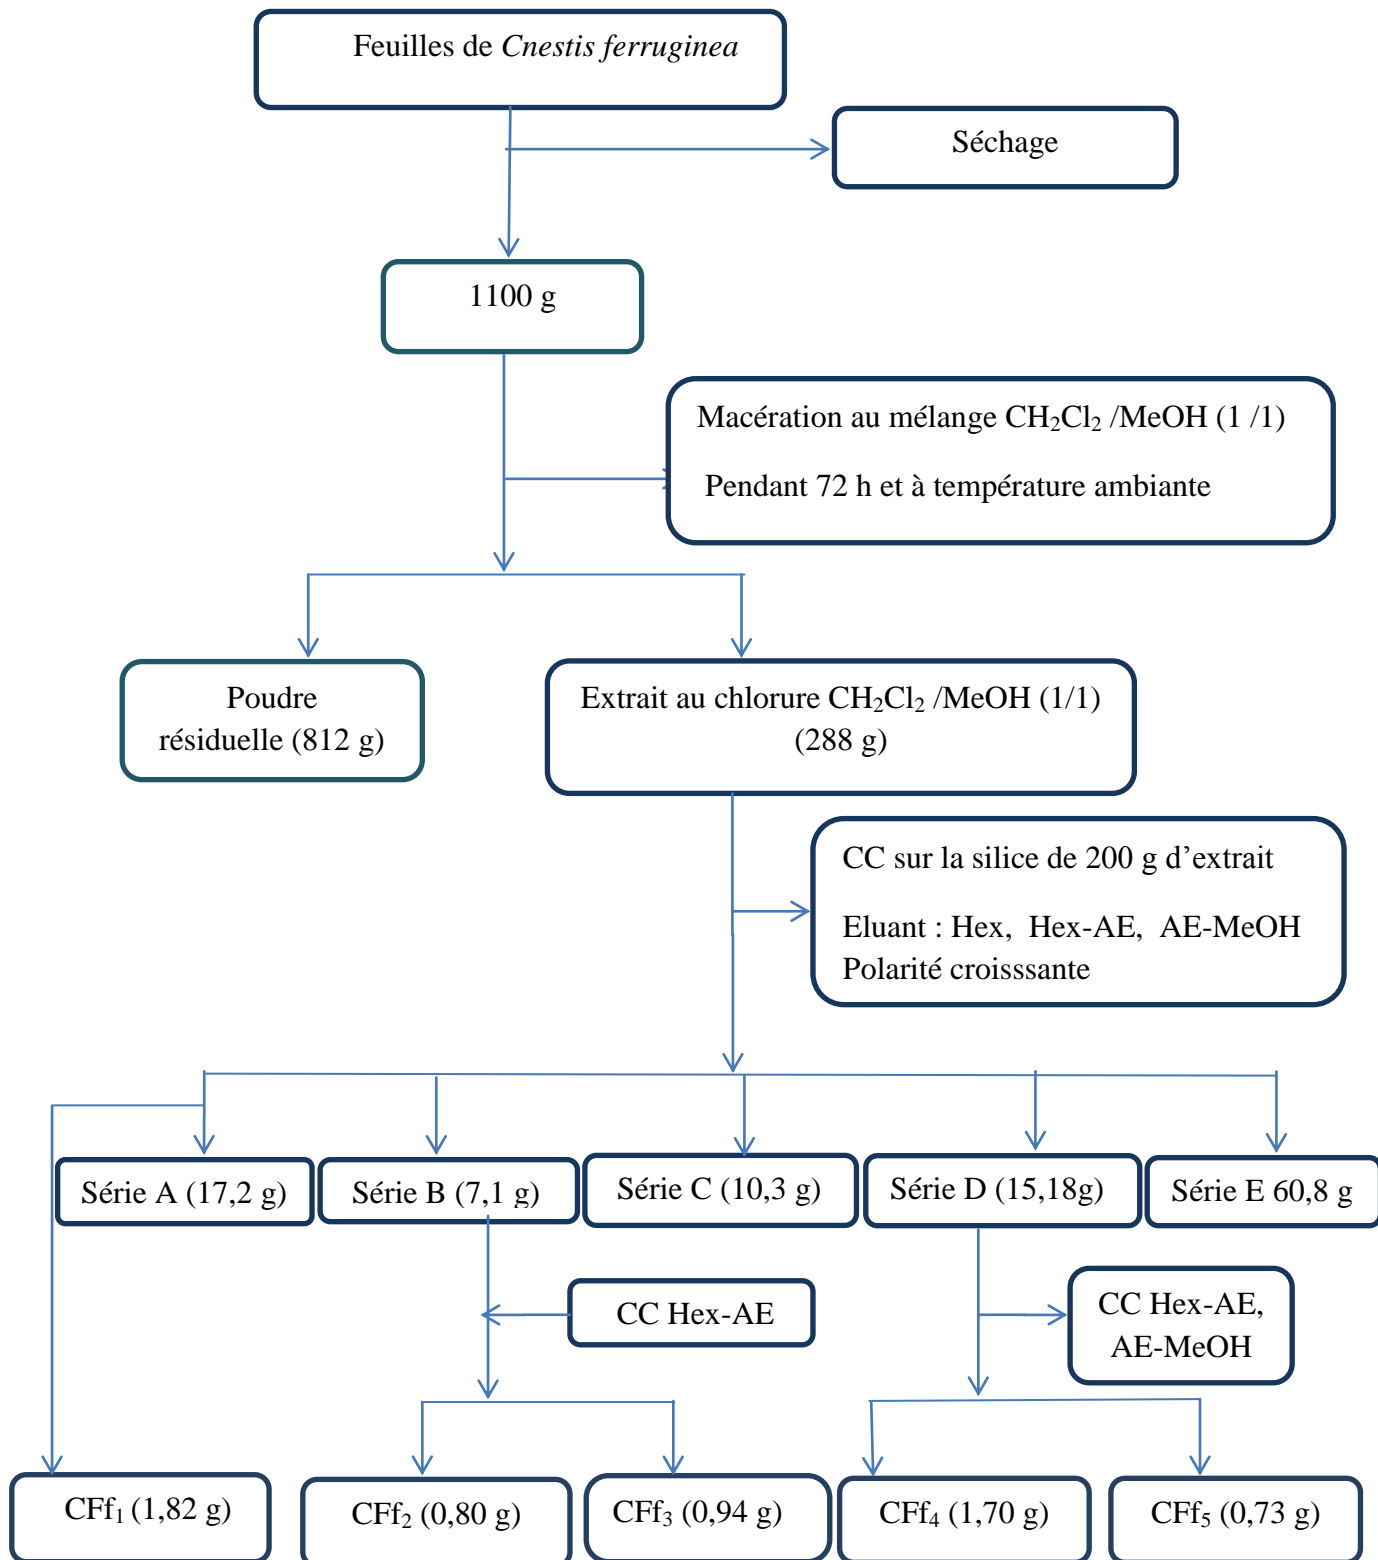 Feuilles de Cnestis ferruginea
Séchage
1100 g
Macération au mélange CH₂Cl₂ /MeOH (1 /1)
Pendant 72 h et à température ambiante
Poudre
résiduelle (812 g)
Extrait au chlorure CH₂Cl₂ /MeOH (1/1)
(288 g)
CC sur la silice de 200 g d’extrait
Eluant : Hex, Hex-AE, AE-MeOH
Polarité croisssante
Série A (17,2 g)
Série B (7,1 g)
Série C (10,3 g)
Série D (15,18g)
Série E 60,8 g
CC Hex-AE
CC Hex-AE,
AE-MeOH
CFf₁ (1,82 g)
CFf₂ (0,80 g)
CFf₃ (0,94 g)
CFf₄ (1,70 g)
CFf₅ (0,73 g)